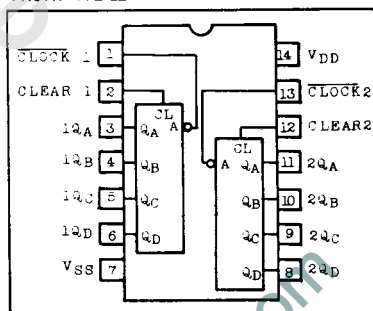 CLOCK 1 1 14 VDD
CLEAR 1 2 13 CLOCK2
CL 12 CLEAR2
1QA 3 QA A CL
1QB 4 QB A QA 11 2QA
1QC 5 QC QB 10 2QB
1QD 6 QD QC 9 2QC
VSS 7 QD 8 2QD
om